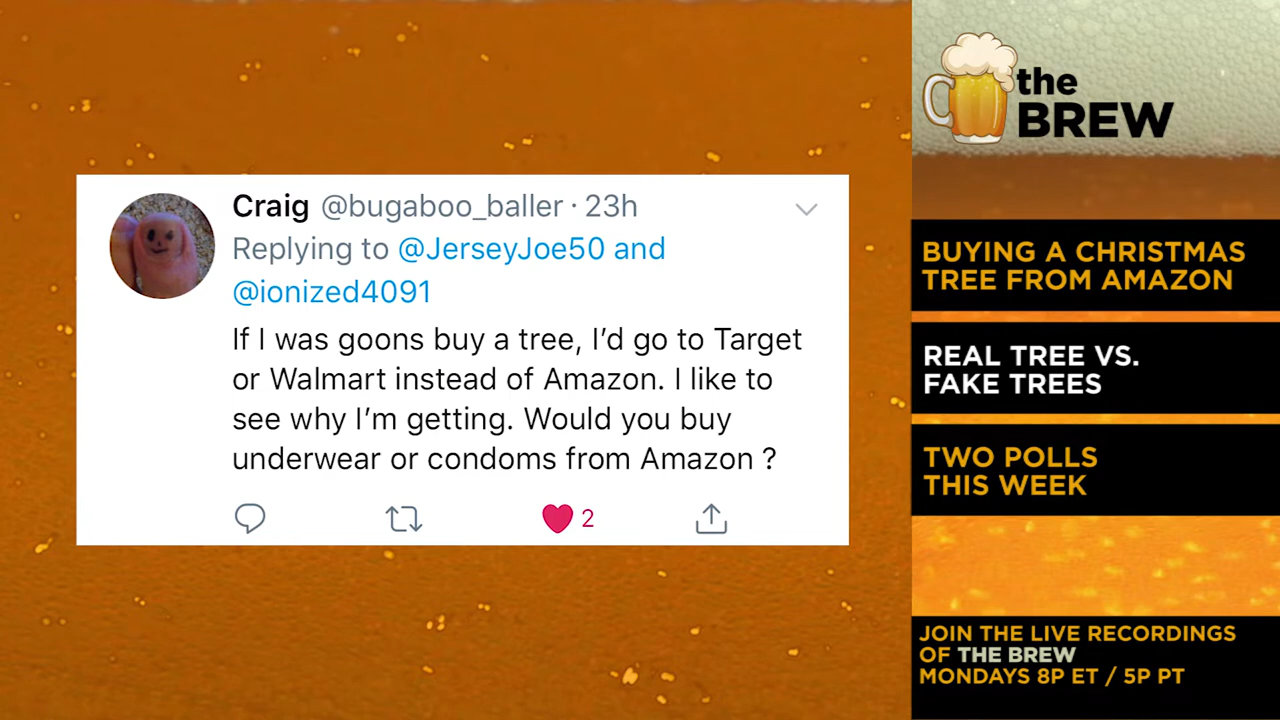 Craig @bugaboo_baller · 23h
Replying to @JerseyJoe50 and
@ionized4091
If I was goons buy a tree, I’d go to Target
or Walmart instead of Amazon. I like to
see why I’m getting. Would you buy
underwear or condoms from Amazon ?
2
the
BREW
BUYING A CHRISTMAS
TREE FROM AMAZON
REAL TREE VS.
FAKE TREES
TWO POLLS
THIS WEEK
JOIN THE LIVE RECORDINGS
OF THE BREW
MONDAYS 8P ET / 5P PT